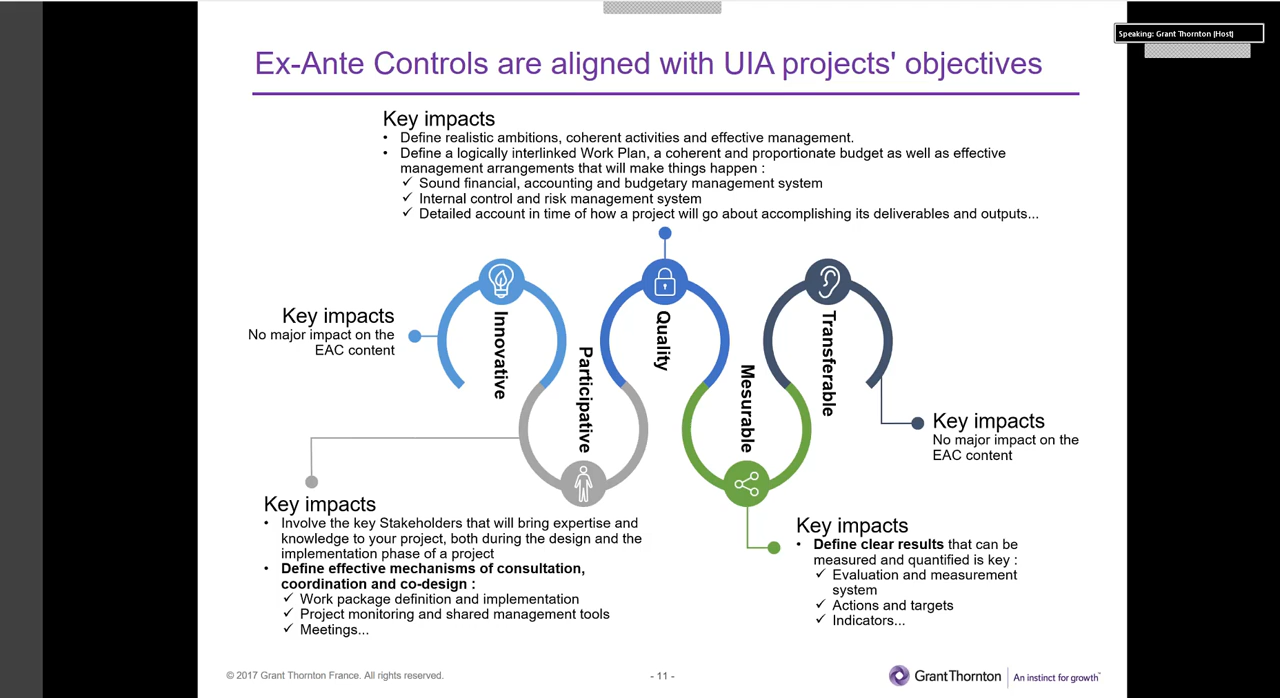 Speaking: Grant Thornton (Host)
Ex-Ante Controls are aligned with UIA projects' objectives
Key impacts
• Define realistic ambitions, coherent activities and effective management.
• Define a logically interlinked Work Plan, a coherent and proportionate budget as well as effective
management arrangements that will make things happen :
✓ Sound financial, accounting and budgetary management system
✓ Internal control and risk management system
✓ Detailed account in time of how a project will go about accomplishing its deliverables and outputs...
Key impacts
No major impact on the
EAC content
Innovative
Participative
Quality
Mesurable
Transferable
Key impacts
No major impact on the
EAC content
Key impacts
• Involve the key Stakeholders that will bring expertise and
knowledge to your project, both during the design and the
implementation phase of a project
• Define effective mechanisms of consultation,
coordination and co-design :
✓ Work package definition and implementation
✓ Project monitoring and shared management tools
✓ Meetings...
Key impacts
• Define clear results that can be
measured and quantified is key :
✓ Evaluation and measurement
system
✓ Actions and targets
✓ Indicators...
© 2017 Grant Thornton France. All rights reserved.
- 11 -
GrantThornton
An instinct for growth™